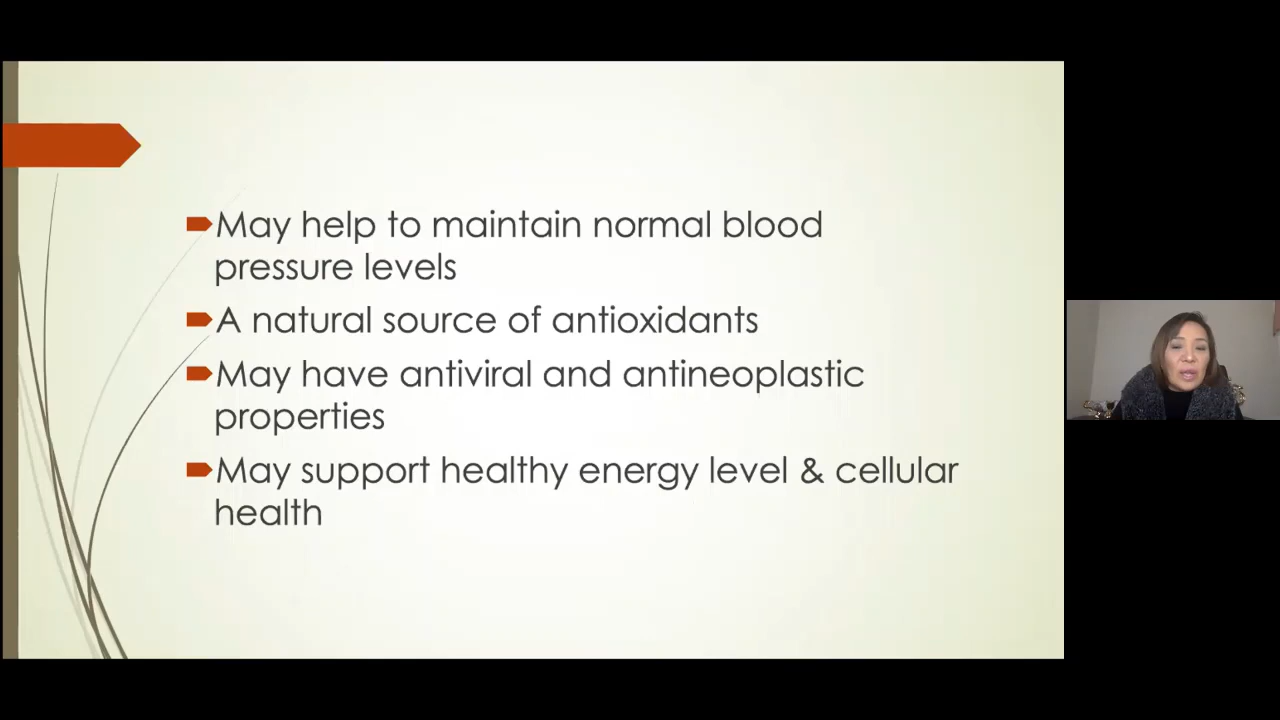 May help to maintain normal blood
pressure levels
A natural source of antioxidants
May have antiviral and antineoplastic
properties
May support healthy energy level & cellular
health